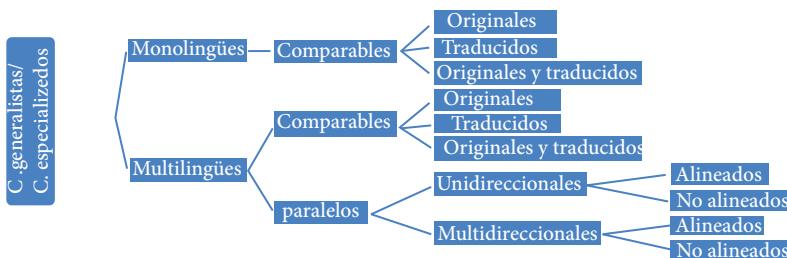 C .generalistas/
C. especializedos
Monolingües
Comparables
Originales
Traducidos
Originales y traducidos
Multilingües
Comparables
Originales
Traducidos
Originales y traducidos
paralelos
Unidireccionales
Alineados
No alineados
Multidireccionales
Alineados
No alineados